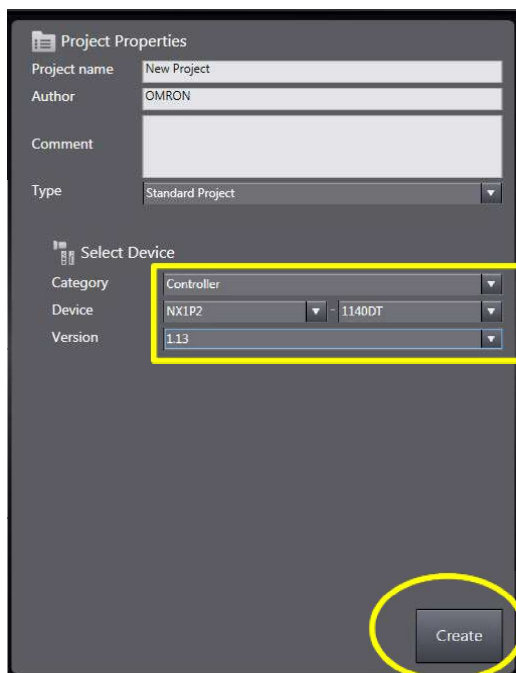 Project Properties
Project name New Project
Author OMRON
Comment
Type Standard Project
Select Device
Category Controller
Device NX1P2 - 1140DT
Version 1.13
Create